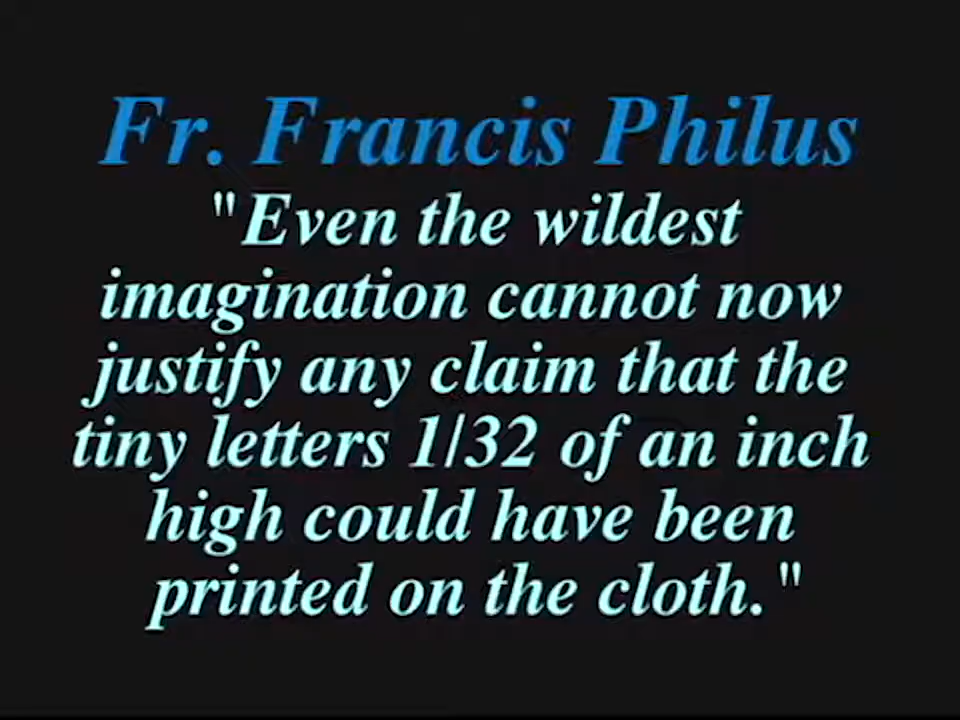 Fr. Francis Philus
"Even the wildest
imagination cannot now
justify any claim that the
tiny letters 1/32 of an inch
high could have been
printed on the cloth."